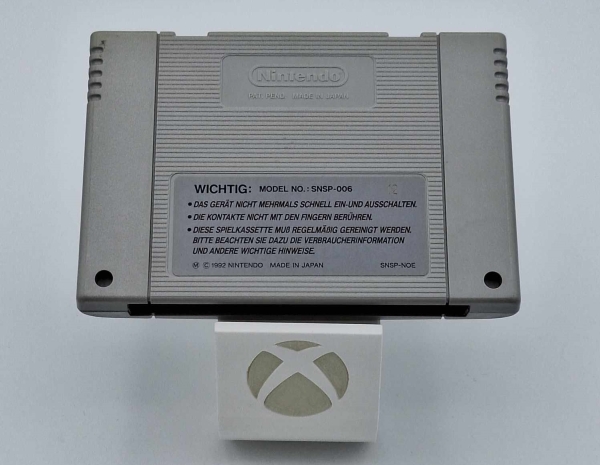 Nintendo
PAT. PEND. MADE IN JAPAN
WICHTIG: MODEL NO.: SNSP-006
• DAS GERÄT NICHT MEHRMALS SCHNELL EIN-UND AUSSCHALTEN.
• DIE KONTAKTE NICHT MIT DEN FINGERN BERÜHREN.
• DIESE SPIELKASSETTE MUß REGELMÄßIG GEREINIGT WERDEN.
BITTE BEACHTEN SIE DAZU DIE VERBRAUCHERINFORMATION
UND ANDERE WICHTIGE HINWEISE.
Ⓜ © 1992 NINTENDO MADE IN JAPAN SNSP-NOE